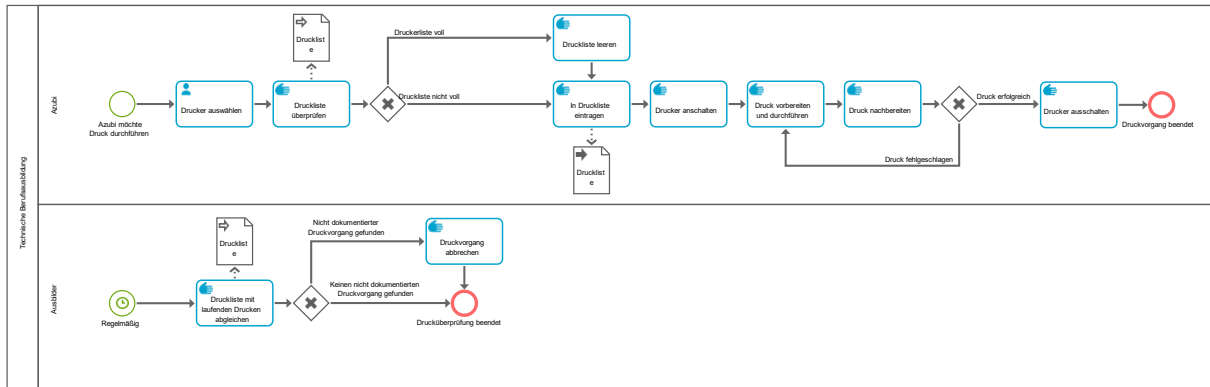 Technische Berufsausbildung
Azubi
Azubi möchte
Druck durchführen
Drucker auswählen
Drucklist
e
Druckliste
überprüfen
Druckerliste voll
Druckliste nicht voll
Druckliste leeren
In Druckliste
eintragen
Drucklist
e
Drucker anschalten
Druck vorbereiten
und durchführen
Druck nachbereiten
Druck erfolgreich
Druck fehlgeschlagen
Drucker ausschalten
Druckvorgang beendet
Ausbilder
Regelmäßig
Drucklist
e
Druckliste mit
laufenden Drucken
abgleichen
Nicht dokumentierter
Druckvorgang gefunden
Keinen nicht dokumentierten
Druckvorgang gefunden
Druckvorgang
abbrechen
Drucküberprüfung beendet